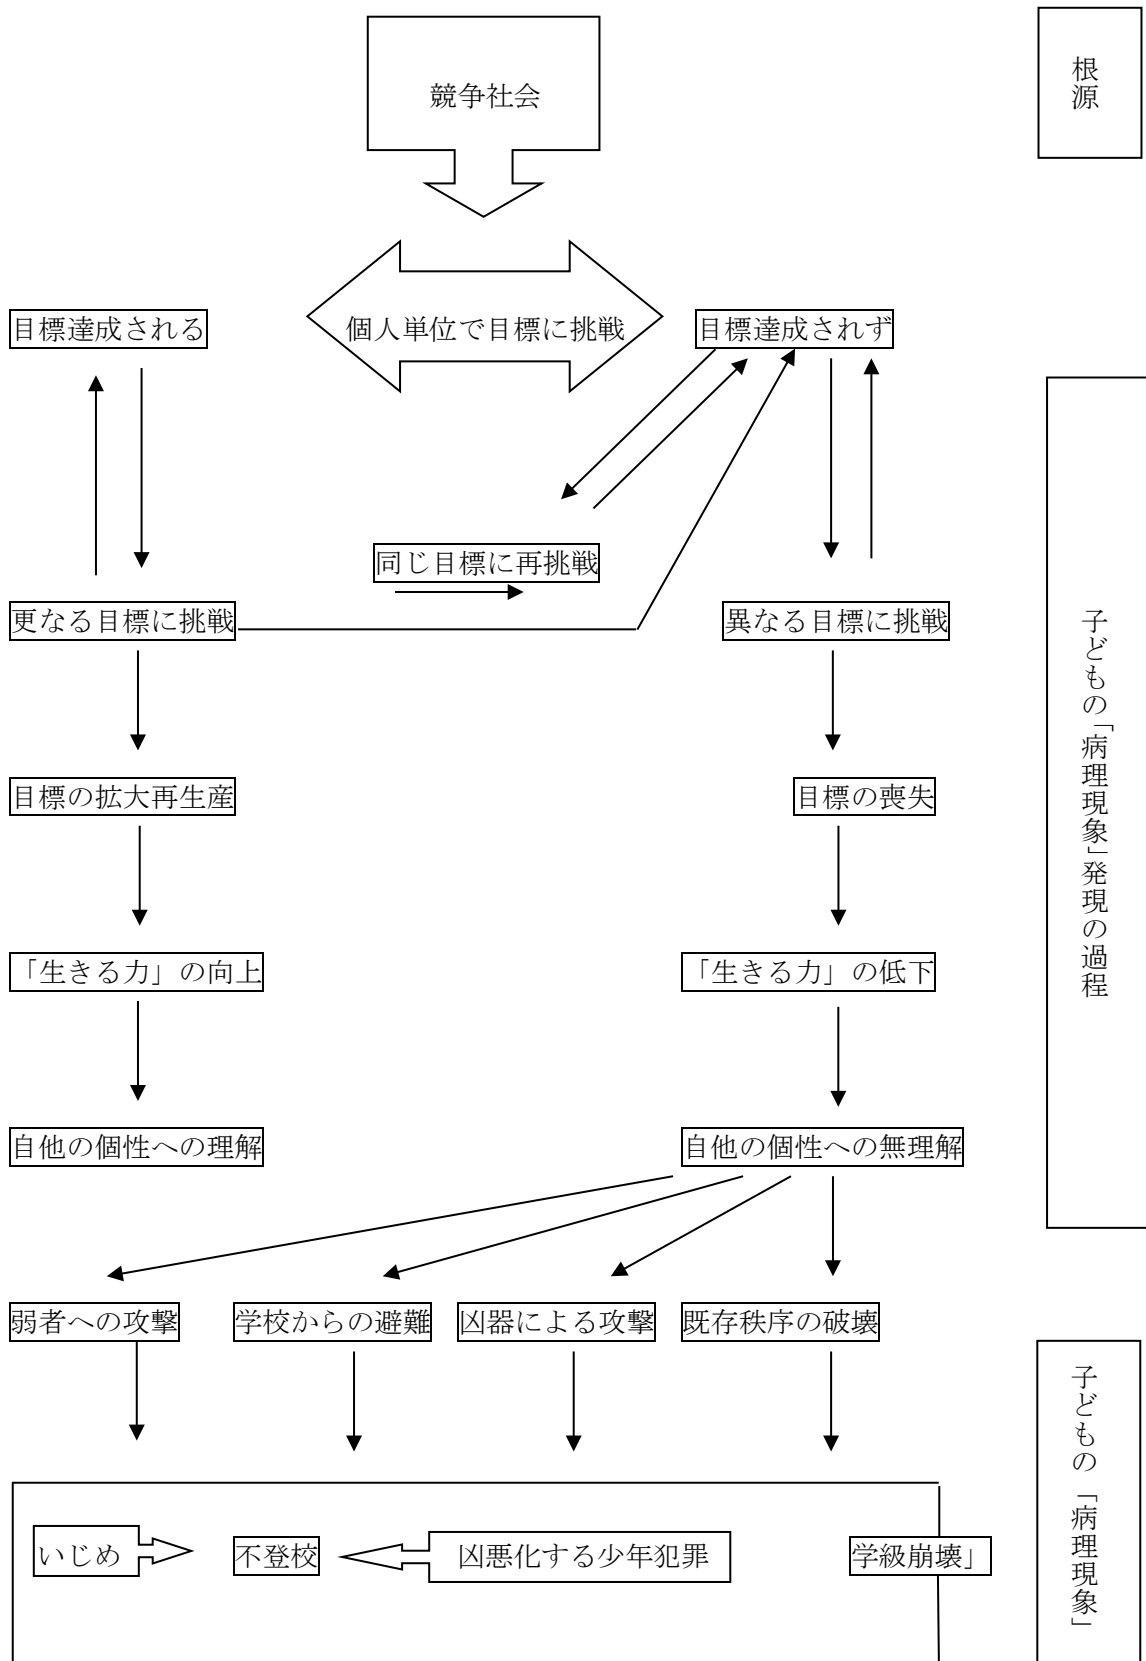 競争社会
根源
個人単位で目標に挑戦
目標達成される
目標達成されず
同じ目標に再挑戦
更なる目標に挑戦
異なる目標に挑戦
子どもの「病理現象」発現の過程
目標の拡大再生産
目標の喪失
「生きる力」の向上
「生きる力」の低下
自他の個性への理解
自他の個性への無理解
弱者への攻撃
学校からの避難
凶器による攻撃
既存秩序の破壊
子どもの「病理現象」
いじめ
不登校
凶悪化する少年犯罪
学級崩壊」